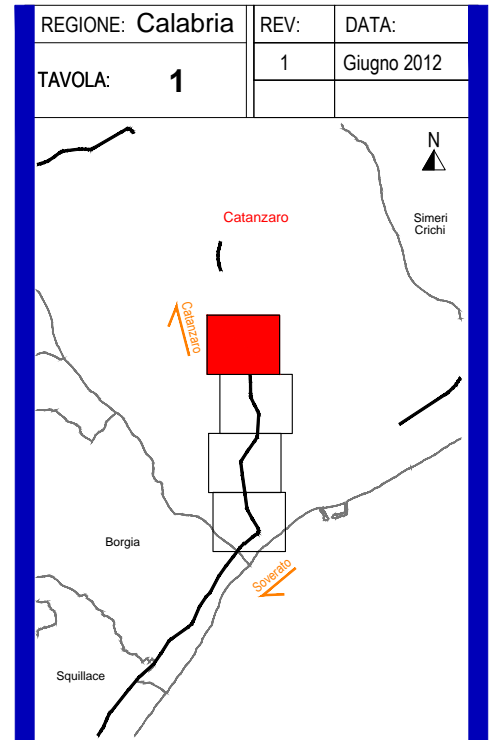 REGIONE: Calabria REV: DATA:
TAVOLA: 1 1 Giugno 2012
N
Catanzaro
Simeri
Crichi
Catanzaro
Borgia
Soverato
Squillace